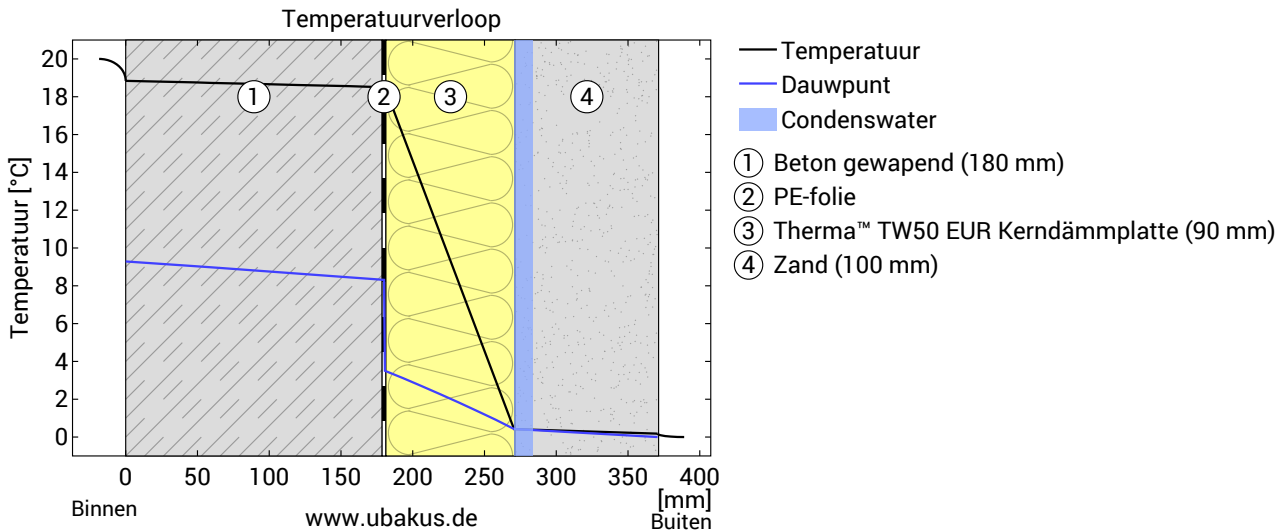 Temperatuurverloop
Temperatuur [°C]
20
18
16
14
12
10
8
6
4
2
0
1
2
3
4
0
50
100
150
200
250
300
350
400
[mm]
Binnen
www.ubakus.de
Buiten
Temperatuur
Dauwpunt
Condenswater
1 Beton gewapend (180 mm)
2 PE-folie
3 Therma™ TW50 EUR Kerndämmplatte (90 mm)
4 Zand (100 mm)